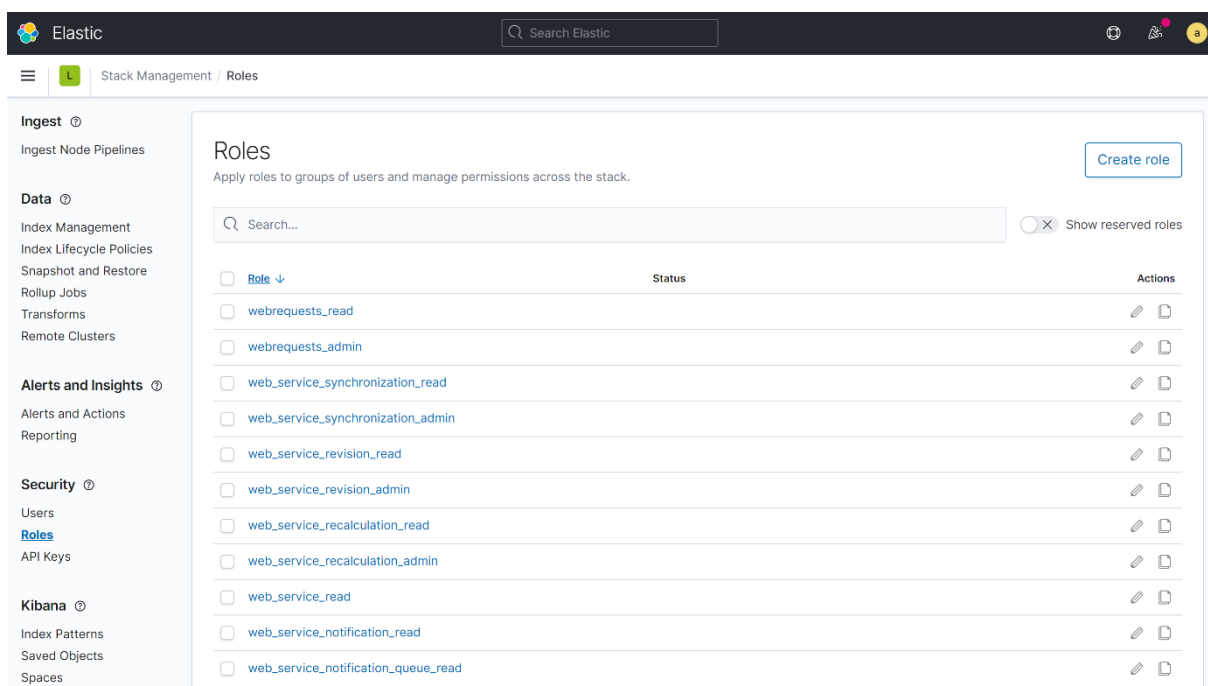 Elastic
Search Elastic
a
L
Stack Management / Roles
Ingest
Ingest Node Pipelines
Data
Index Management
Index Lifecycle Policies
Snapshot and Restore
Rollup Jobs
Transforms
Remote Clusters
Alerts and Insights
Alerts and Actions
Reporting
Security
Users
Roles
API Keys
Kibana
Index Patterns
Saved Objects
Spaces
Roles
Create role
Apply roles to groups of users and manage permissions across the stack.
Search...
Show reserved roles
Role Status Actions
webrequests_read
webrequests_admin
web_service_synchronization_read
web_service_synchronization_admin
web_service_revision_read
web_service_revision_admin
web_service_recalculation_read
web_service_recalculation_admin
web_service_read
web_service_notification_read
web_service_notification_queue_read